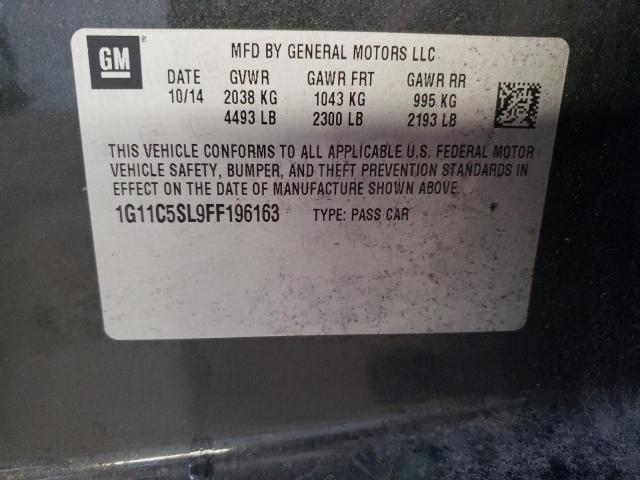 GM ®
MFD BY GENERAL MOTORS LLC
DATE GVWR GAWR FRT GAWR RR
10/14 2038 KG 1043 KG 995 KG
4493 LB 2300 LB 2193 LB
THIS VEHICLE CONFORMS TO ALL APPLICABLE U.S. FEDERAL MOTOR
VEHICLE SAFETY, BUMPER, AND THEFT PREVENTION STANDARDS IN
EFFECT ON THE DATE OF MANUFACTURE SHOWN ABOVE.
1G11C5SL9FF196163 TYPE: PASS CAR